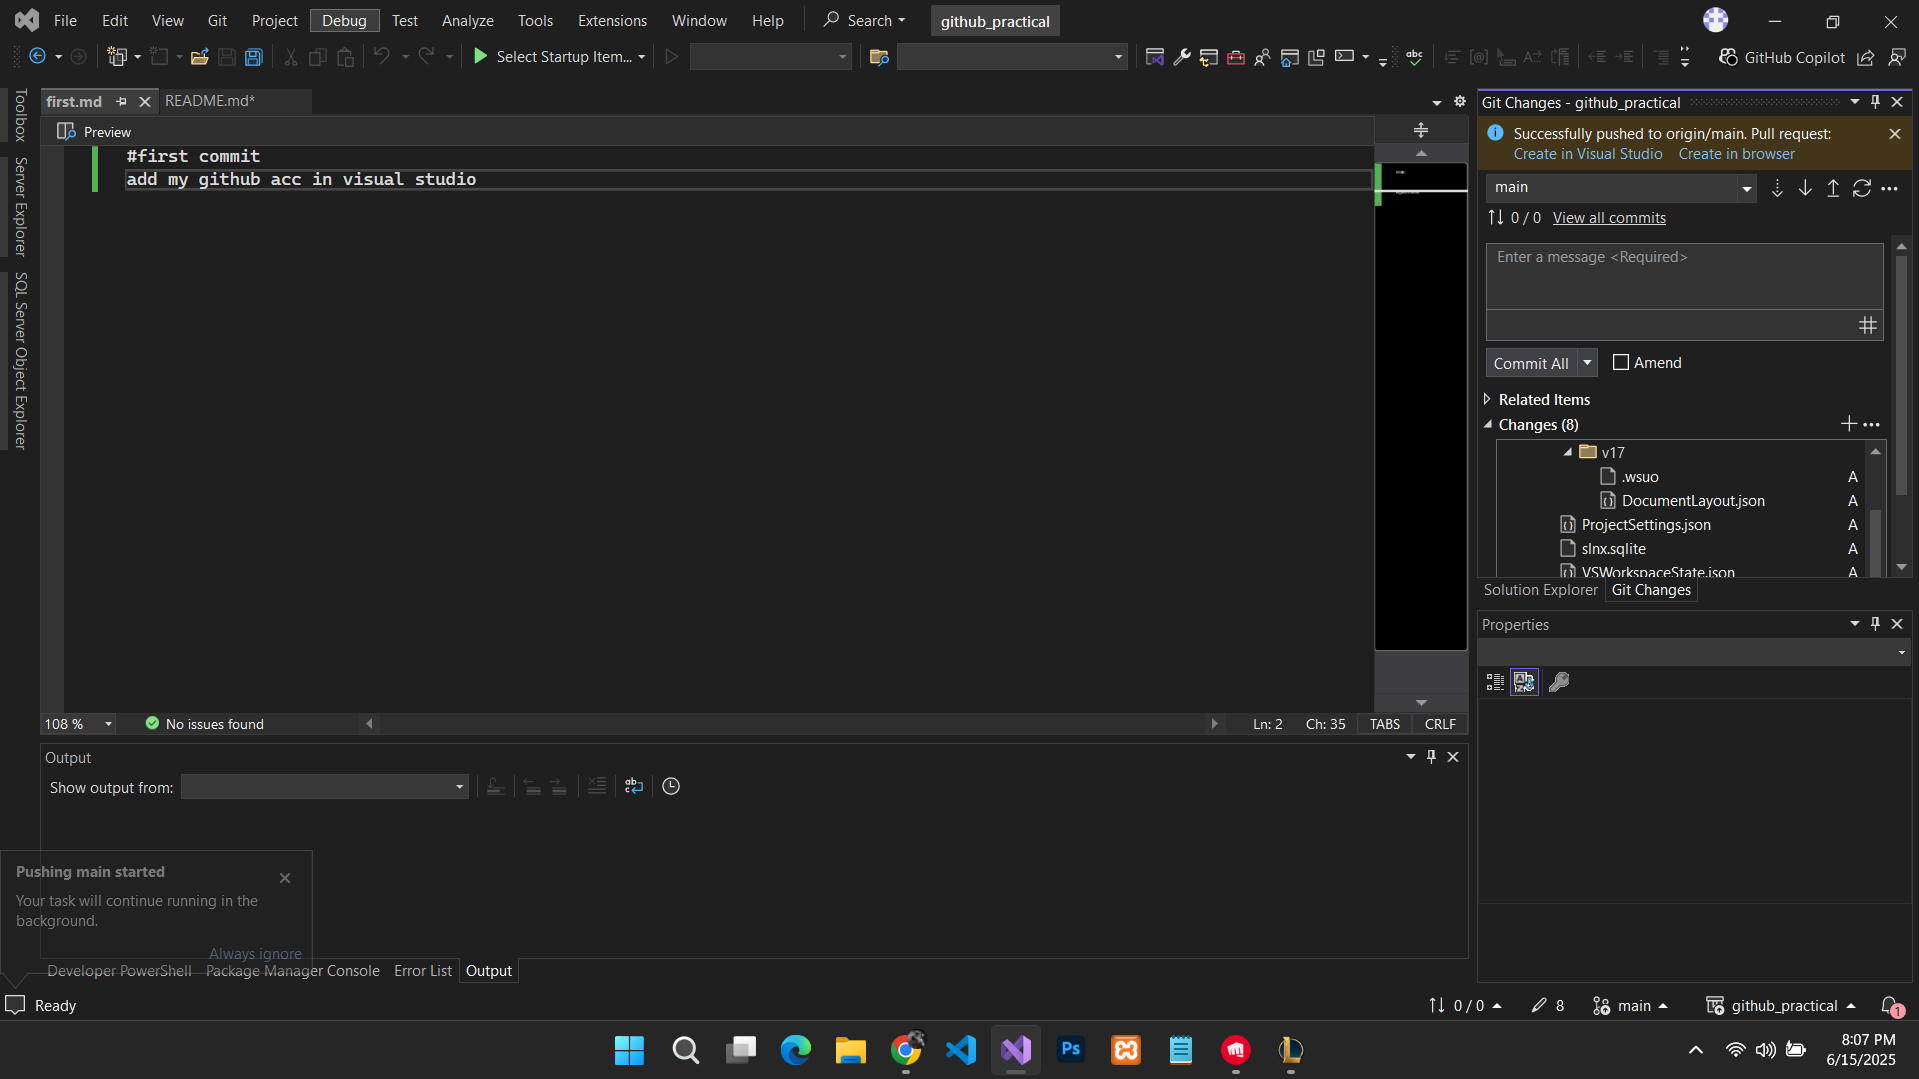 File Edit View Git Project Debug Test Analyze Tools Extensions Window Help Search github_practical
Select Startup Item... GitHub Copilot
Toolbox
Server Explorer
SQL Server Object Explorer
first.md README.md*
Preview
#first commit
add my github acc in visual studio
108 % No issues found Ln: 2 Ch: 35 TABS CRLF
Output
Show output from:
Pushing main started
Your task will continue running in the
background.
Always ignore
Developer PowerShell Package Manager Console Error List Output
Git Changes - github_practical
Successfully pushed to origin/main. Pull request:
Create in Visual Studio Create in browser
main
0 / 0 View all commits
Enter a message <Required>
Commit All Amend
Related Items
Changes (8)
v17
.wsuo A
DocumentLayout.json A
ProjectSettings.json A
slnx.sqlite A
VSWorkspaceState.json A
Solution Explorer Git Changes
Properties
Ready 0 / 0 8 main github_practical 1
Ps
8:07 PM
6/15/2025